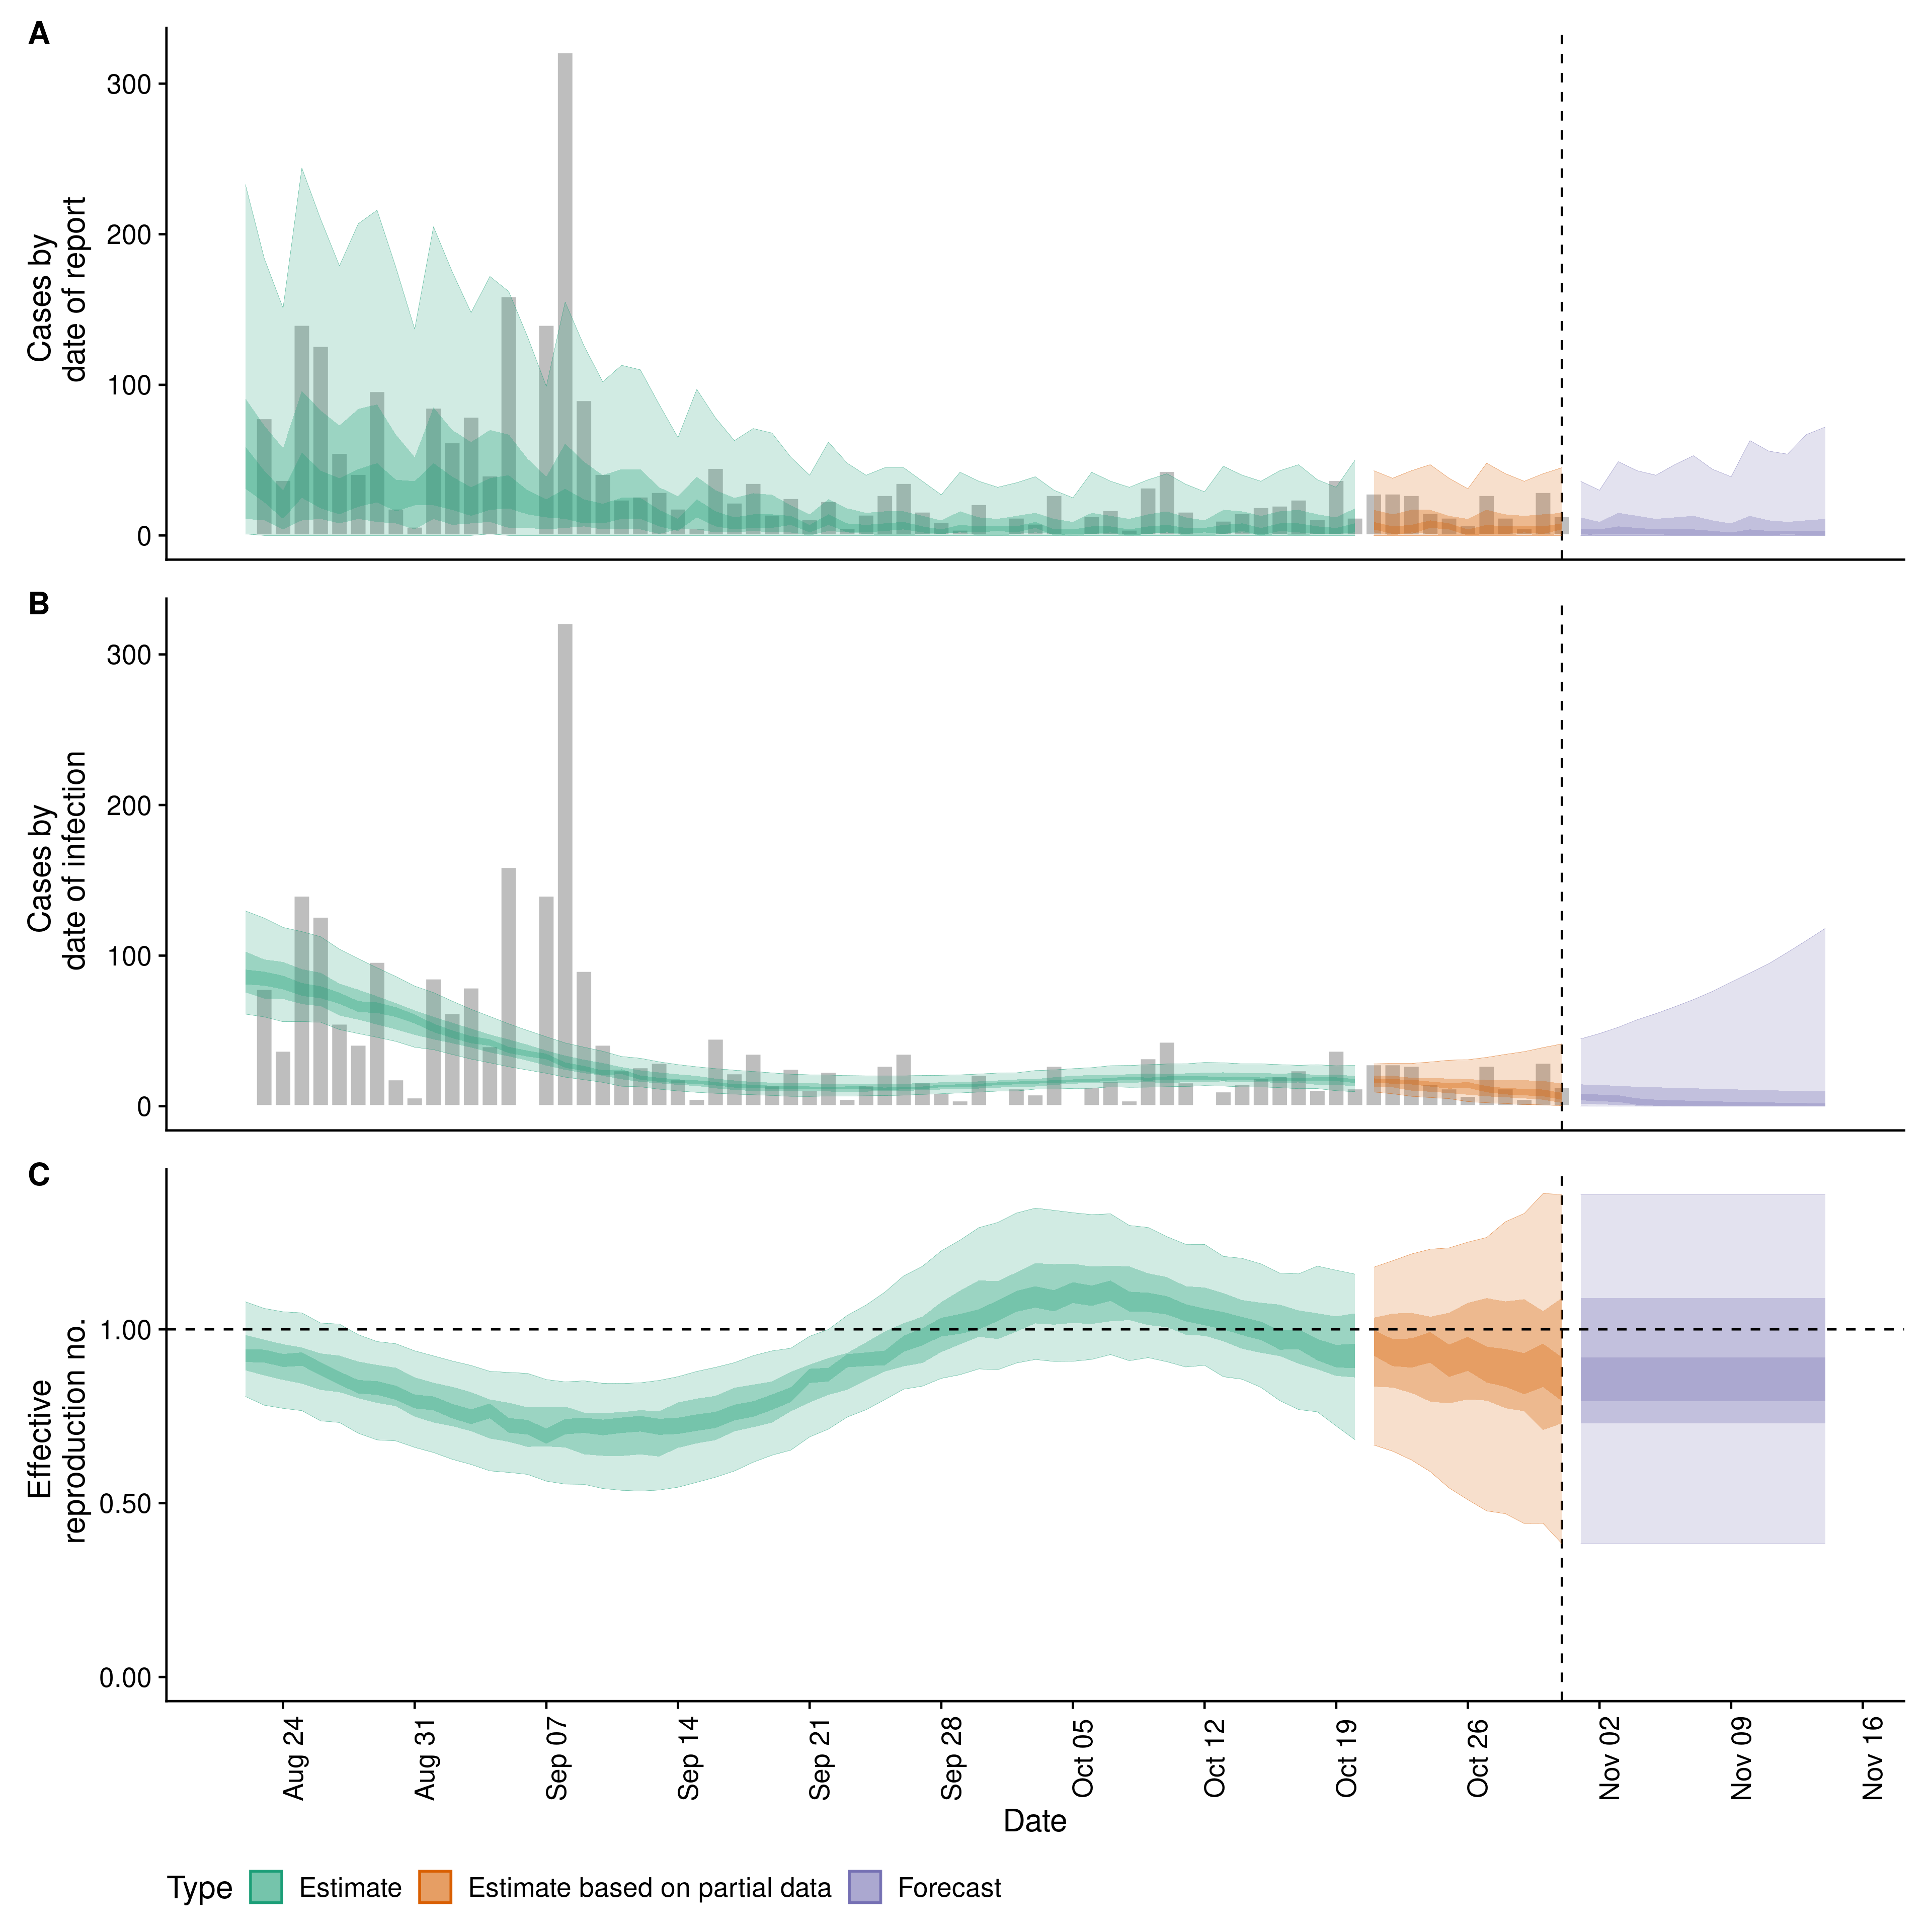 A
300
200
100
0
Cases by
date of report
B
300
200
100
0
Cases by
date of infection
C
1.00
0.50
0.00
Effective
reproduction no.
Aug 24
Aug 31
Sep 07
Sep 14
Sep 21
Sep 28
Oct 05
Oct 12
Oct 19
Oct 26
Nov 02
Nov 09
Nov 16
Date
Type Estimate Estimate based on partial data Forecast